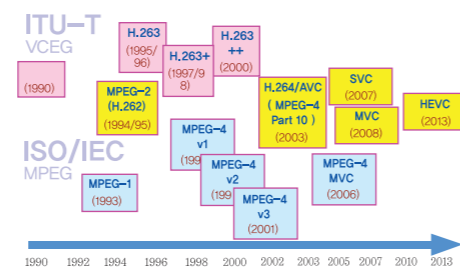 ITU-T
VCEG
(1990)
H.263
(1995/
96)
H.263+
(1997/9
8)
H.263
++
(2000)
MPEG-2
(H.262)
(1994/95)
H.264/AVC
( MPEG-4
Part 10 )
(2003)
SVC
(2007)
MVC
(2008)
HEVC
(2013)
ISO/IEC
MPEG
MPEG-1
(1993)
MPEG-4
v1
(199
MPEG-4
v2
(199
MPEG-4
v3
(2001)
MPEG-4
MVC
(2006)
1990 1992 1994 1996 1998 2000 2002 2003 2005 2007 2010 2013